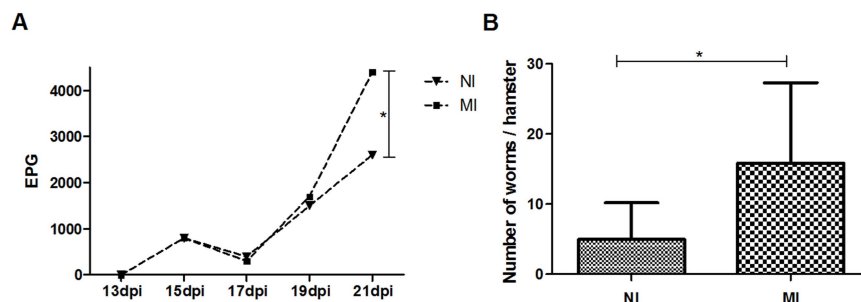 A
EPG
4000
3000
2000
1000
0
13dpi 15dpi 17dpi 19dpi 21dpi
*
NI
MI
B
Number of worms / hamster
30
20
10
0
*
NI MI